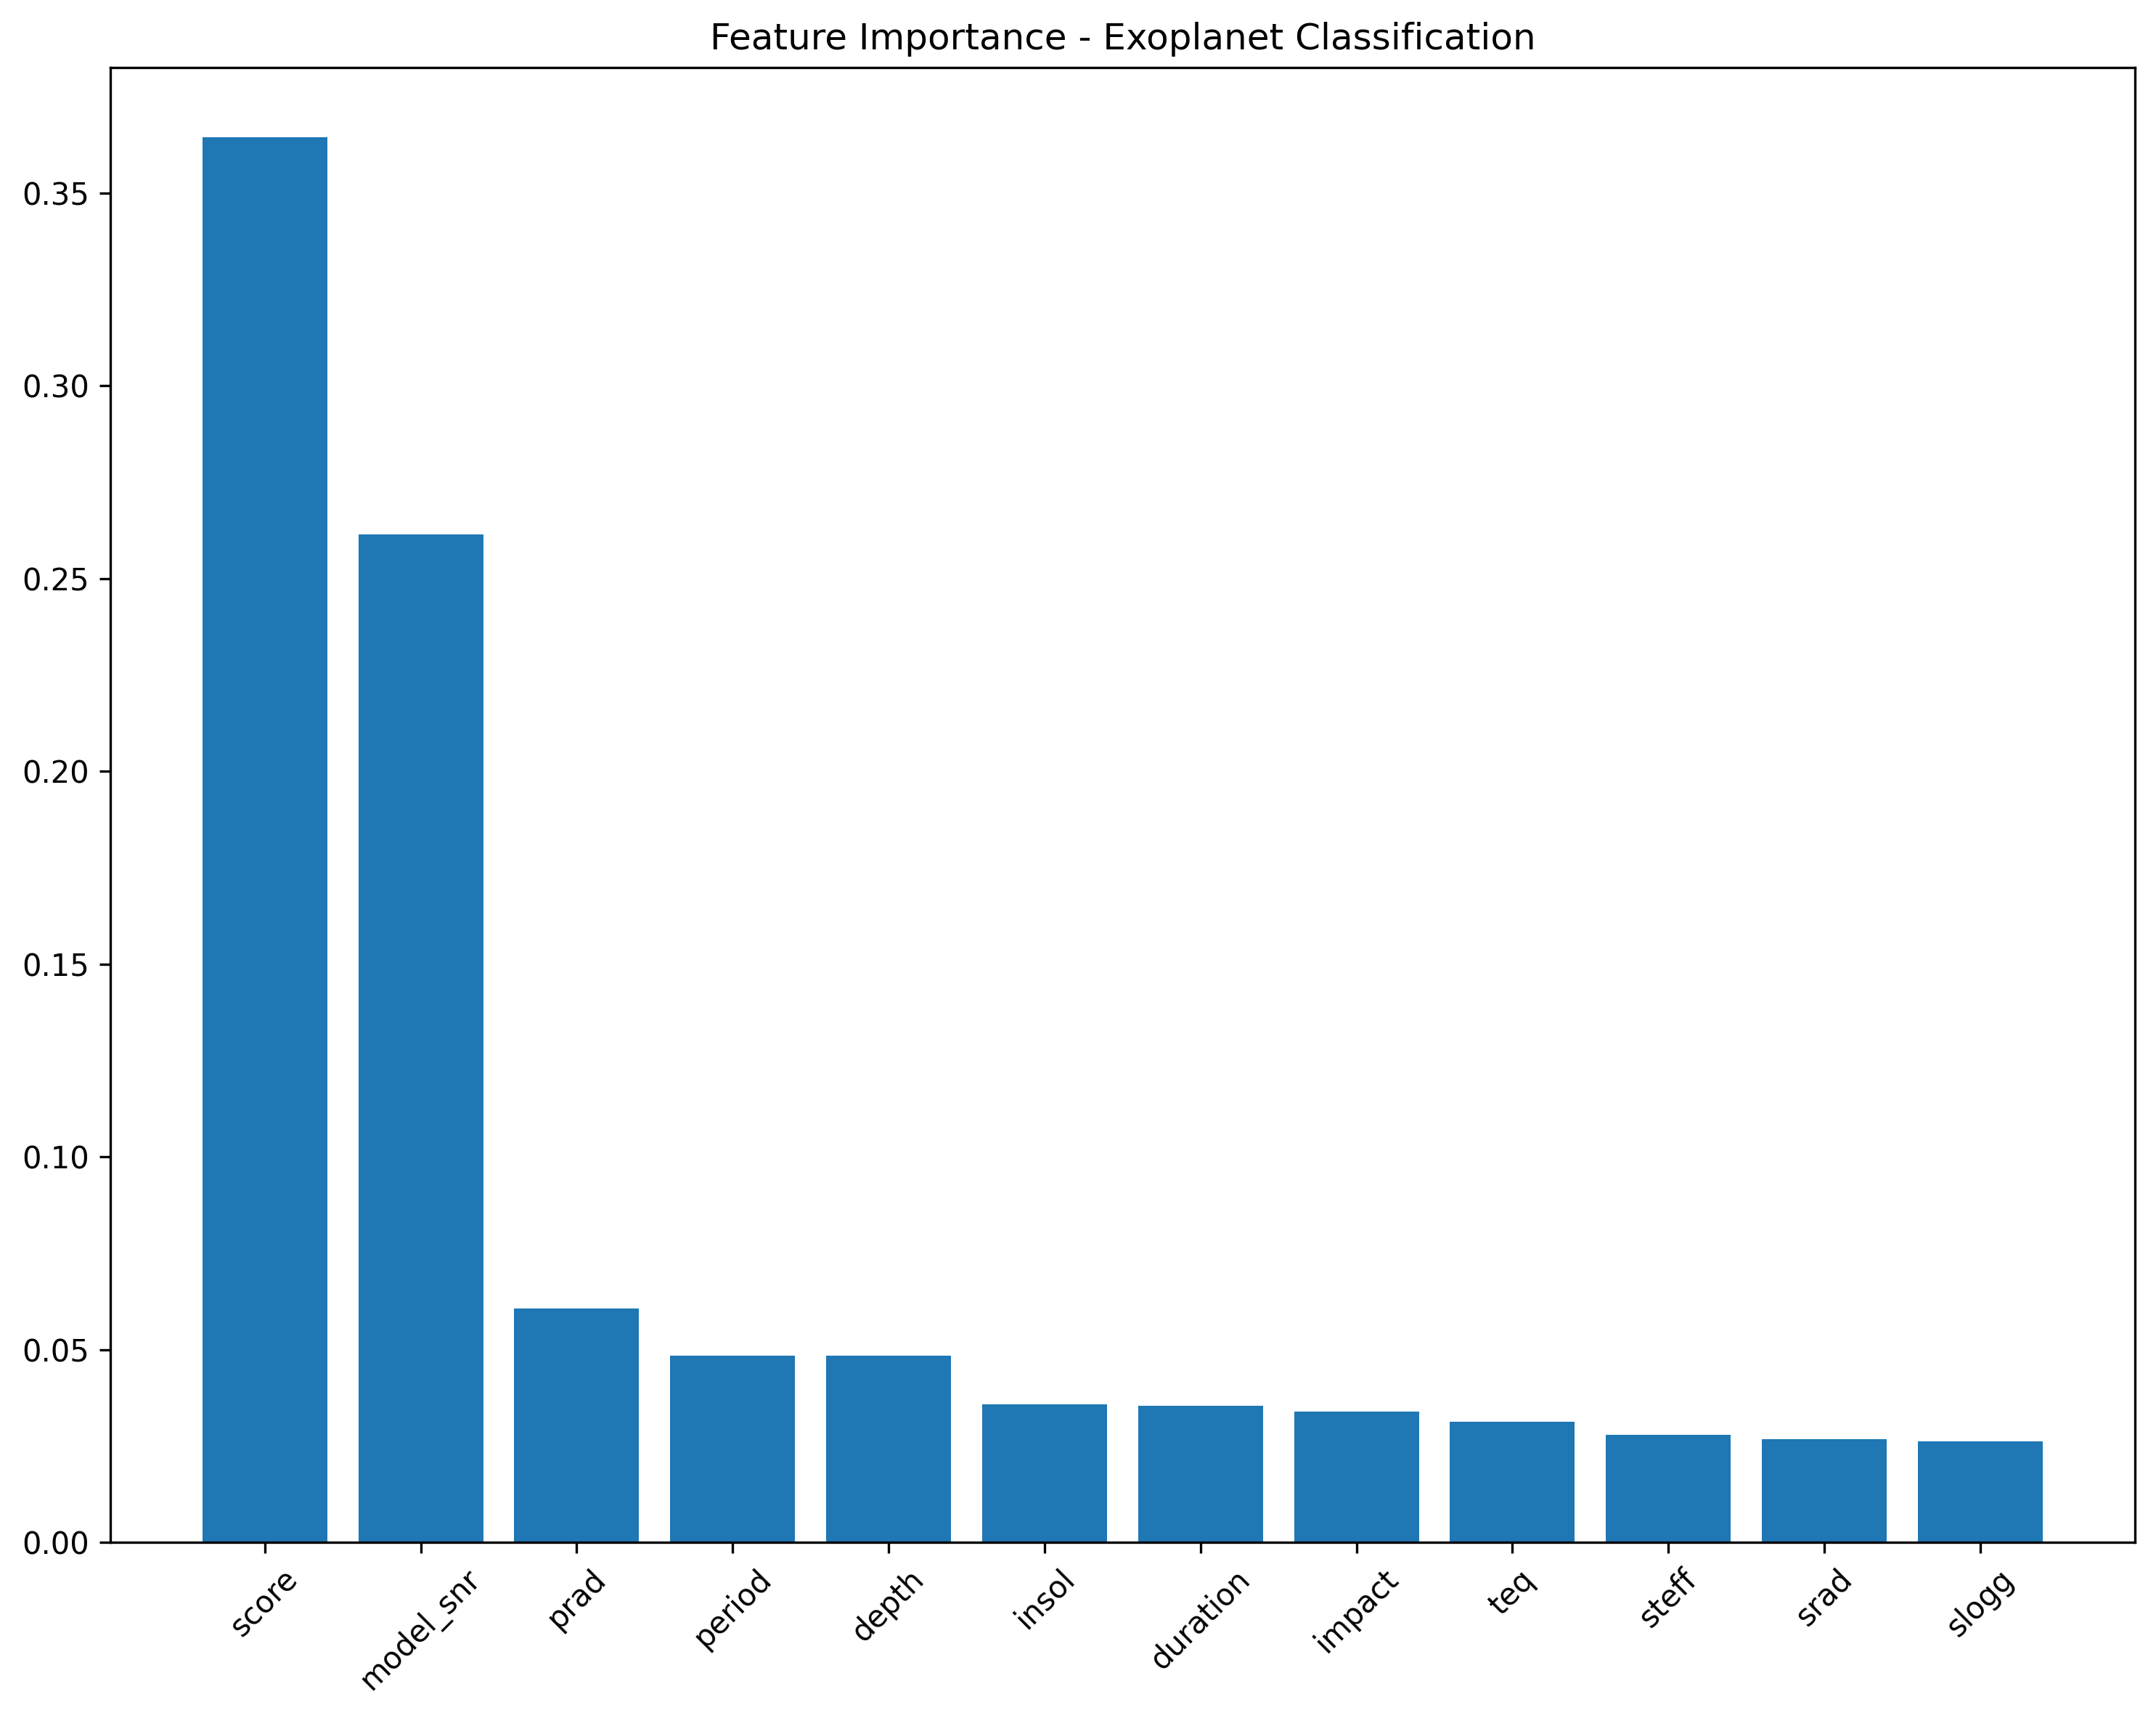 Feature Importance - Exoplanet Classification
0.35
0.30
0.25
0.20
0.15
0.10
0.05
0.00
score
model_snr
prad
period
depth
insol
duration
impact
teq
steff
srad
slogg